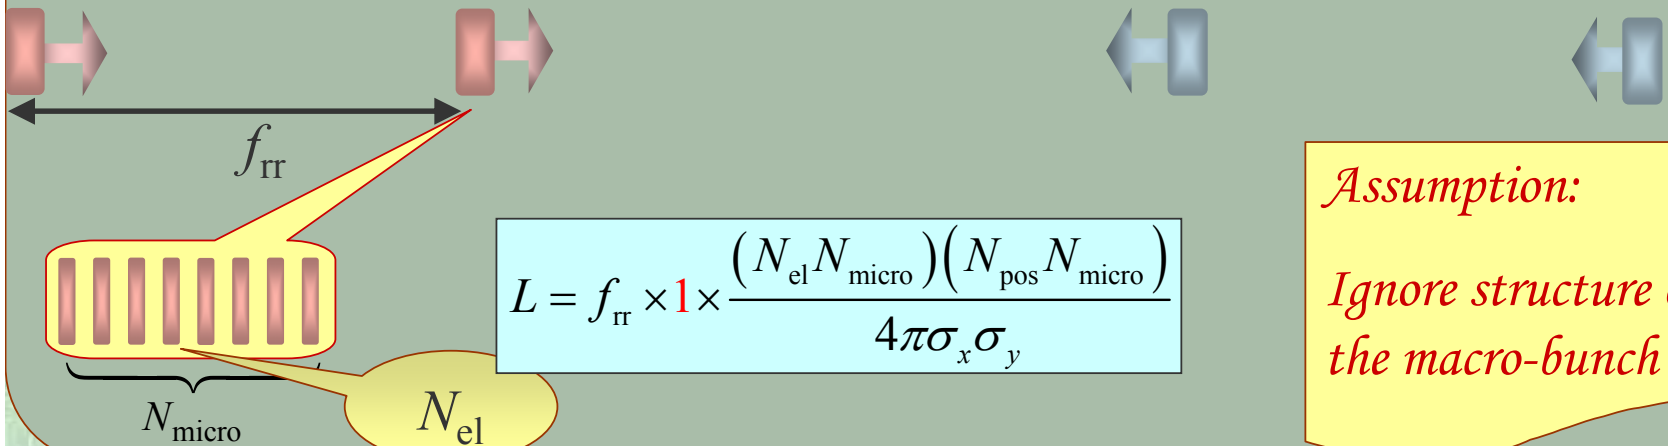 f_rr
Assumption:
Ignore structure
the macro-bunch
L = f_rr × 1 × (N_el N_micro)(N_pos N_micro) / 4πσ_x σ_y
N_micro
N_el